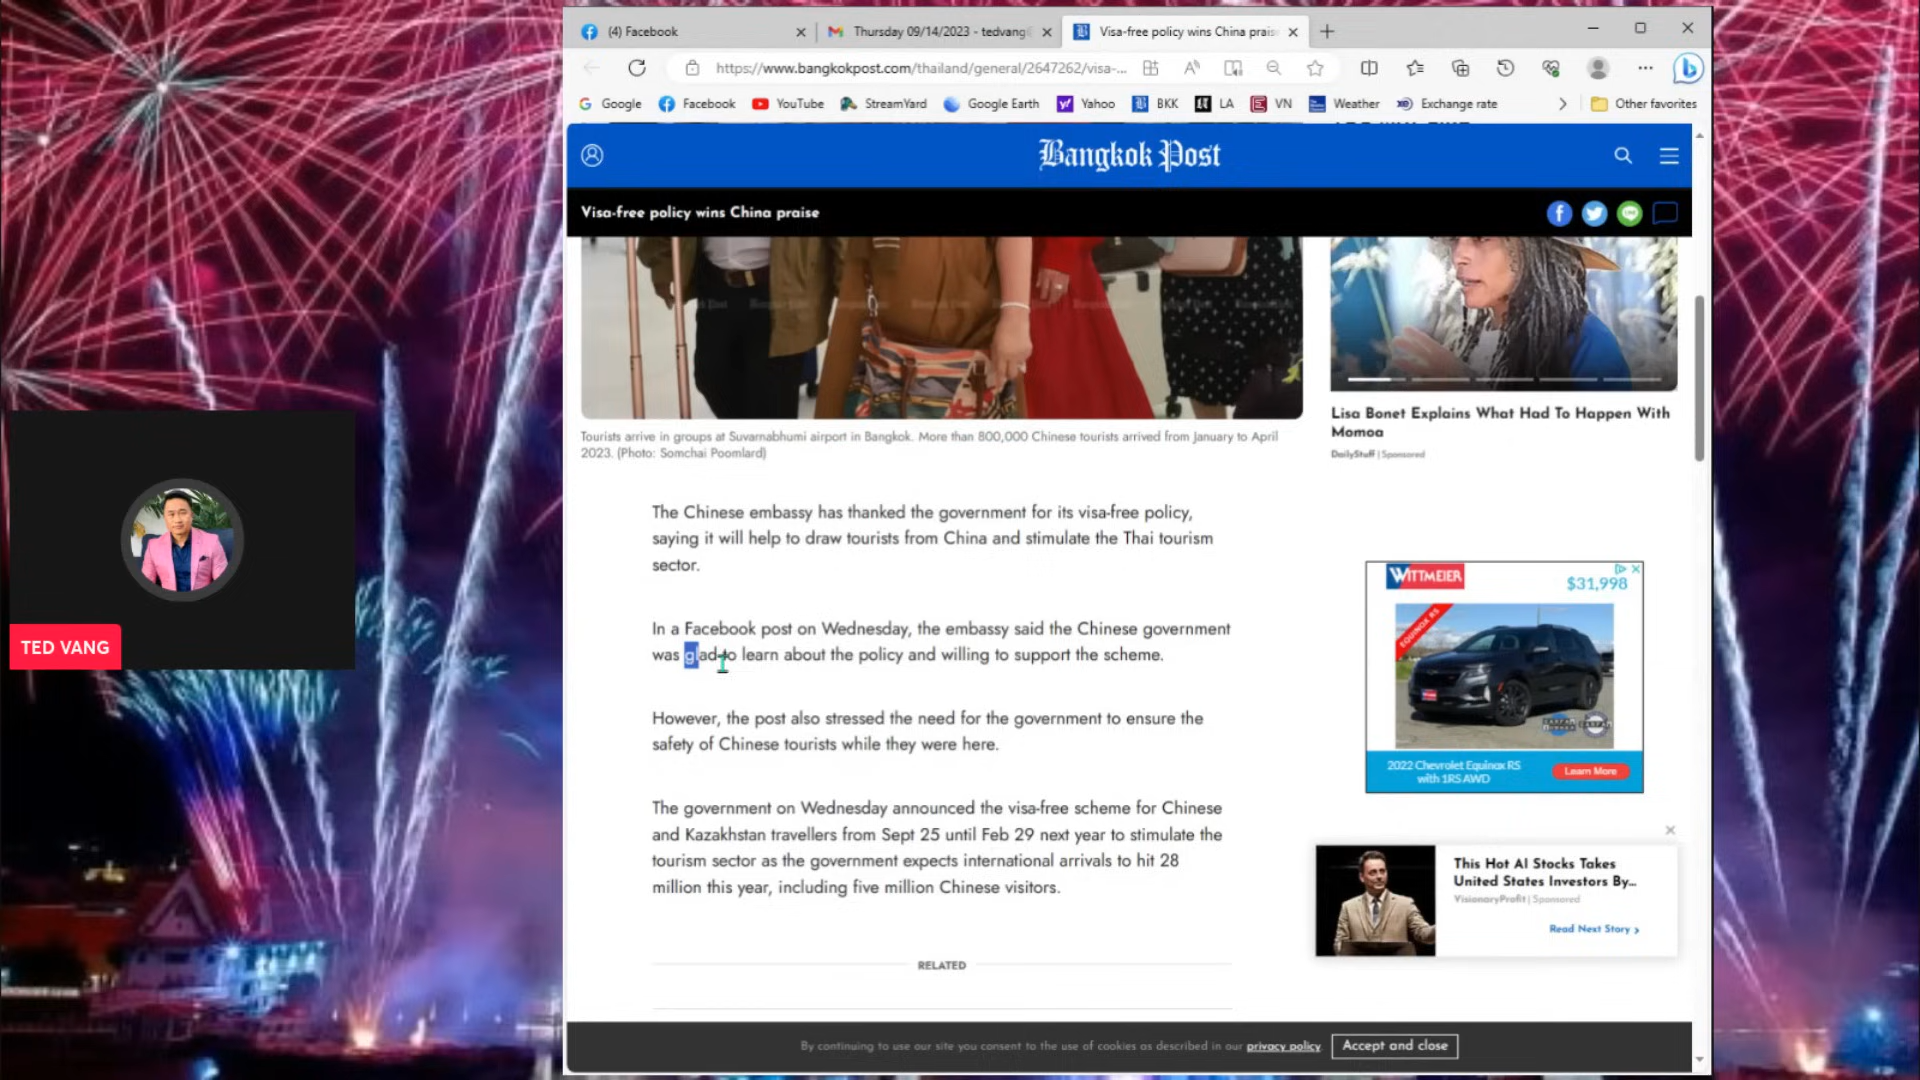 (4) Facebook
Thursday 09/14/2023 - tedvang@
Visa-free policy wins China prais
https://www.bangkokpost.com/thailand/general/2647262/visa-...
Google
Facebook
YouTube
StreamYard
Google Earth
Yahoo
BKK
LA
VN
Weather
Exchange rate
Other favorites
Bangkok Post
Visa-free policy wins China praise
Tourists arrive in groups at Suvarnabhumi airport in Bangkok. More than 800,000 Chinese tourists arrived from January to April
2023. (Photo: Somchai Poomlard)
The Chinese embassy has thanked the government for its visa-free policy,
saying it will help to draw tourists from China and stimulate the Thai tourism
sector.
In a Facebook post on Wednesday, the embassy said the Chinese government
was glad to learn about the policy and willing to support the scheme.
However, the post also stressed the need for the government to ensure the
safety of Chinese tourists while they were here.
The government on Wednesday announced the visa-free scheme for Chinese
and Kazakhstan travellers from Sept 25 until Feb 29 next year to stimulate the
tourism sector as the government expects international arrivals to hit 28
million this year, including five million Chinese visitors.
RELATED
Lisa Bonet Explains What Had To Happen With
Momoa
DailyStuff | Sponsored
WITTMEIER
$31,998
EQUINOX RS
2022 Chevrolet Equinox RS
with 1RS AWD
Learn More
This Hot AI Stocks Takes
United States Investors By...
VisionaryProfit | Sponsored
Read Next Story >
By continuing to use our site you consent to the use of cookies as described in our privacy policy
Accept and close
TED VANG